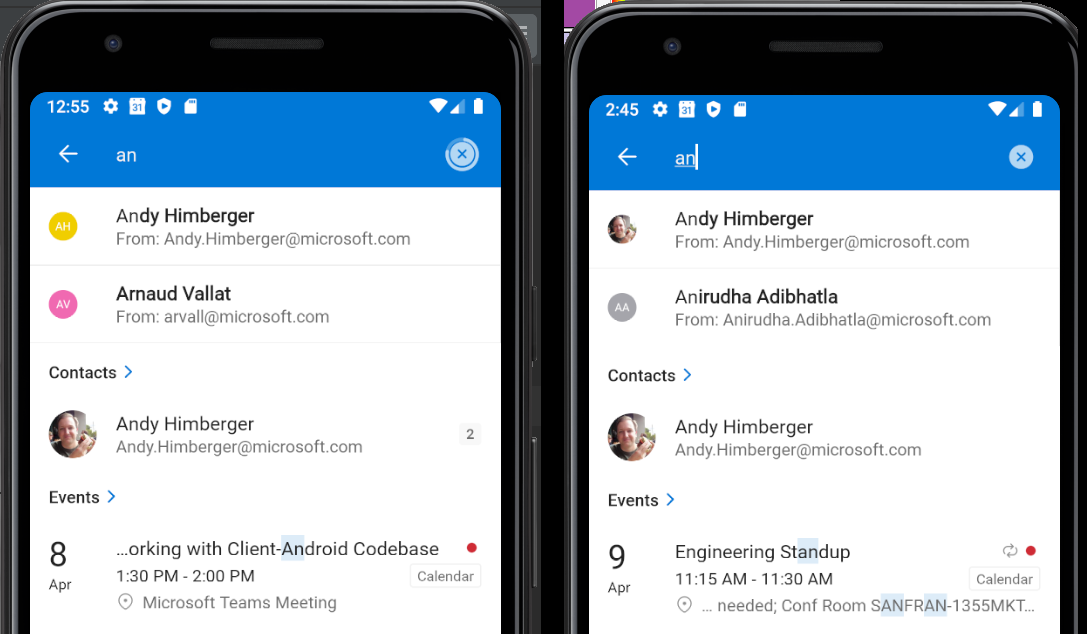 12:55
31
an
AH
Andy Himberger
From: Andy.Himberger@microsoft.com
AV
Arnaud Vallat
From: arvall@microsoft.com
Contacts
Andy Himberger
Andy.Himberger@microsoft.com
2
Events
8
Apr
...orking with Client-Android Codebase
1:30 PM - 2:00 PM
Calendar
Microsoft Teams Meeting
2:45
31
an
Andy Himberger
From: Andy.Himberger@microsoft.com
AA
Anirudha Adibhatla
From: Anirudha.Adibhatla@microsoft.com
Contacts
Andy Himberger
Andy.Himberger@microsoft.com
Events
9
Apr
Engineering Standup
11:15 AM - 11:30 AM
Calendar
... needed; Conf Room SANFRAN-1355MKT...